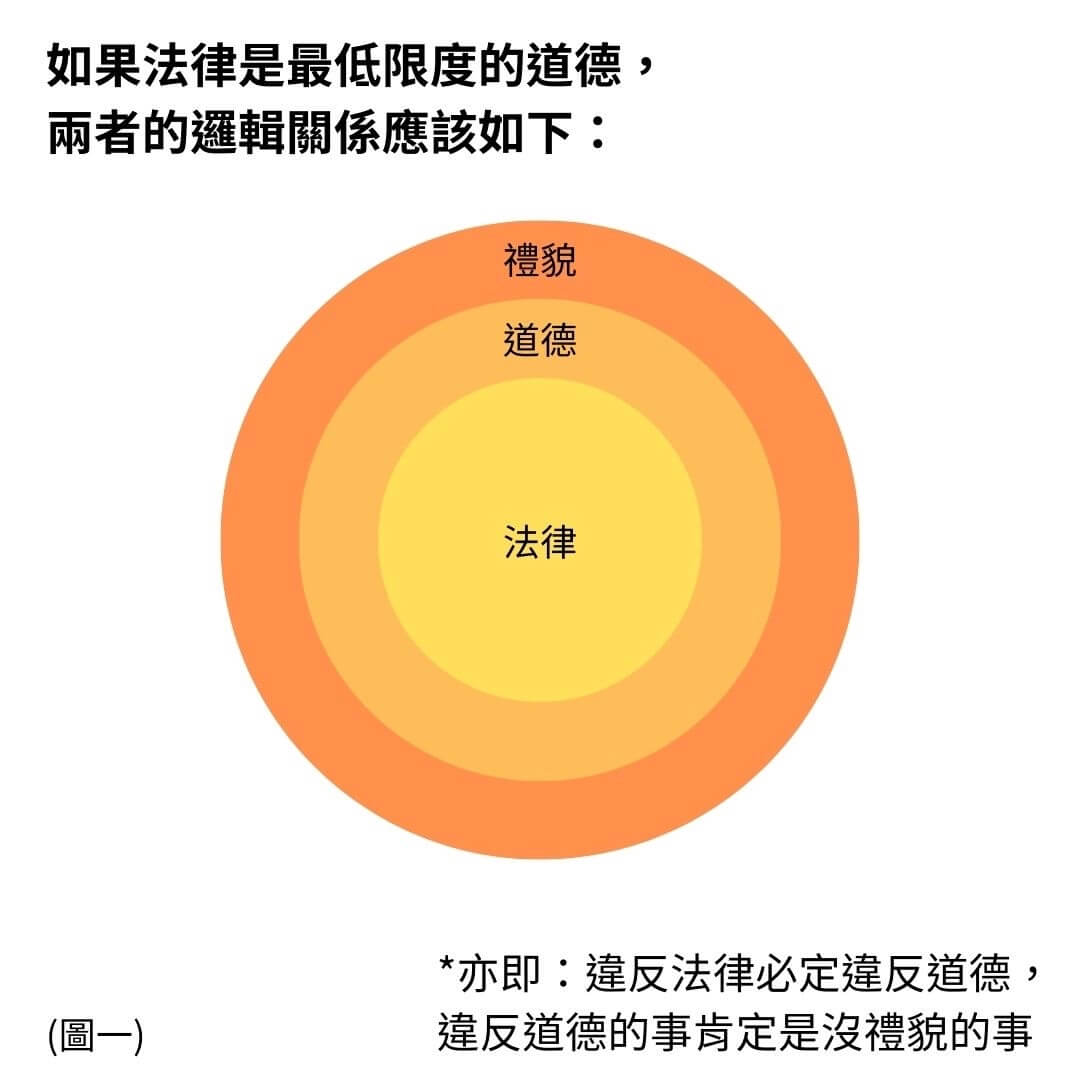 如果法律是最低限度的道德，
兩者的邏輯關係應該如下：
禮貌
道德
法律
*亦即：違反法律必定違反道德，
違反道德的事肯定是沒禮貌的事
(圖一)